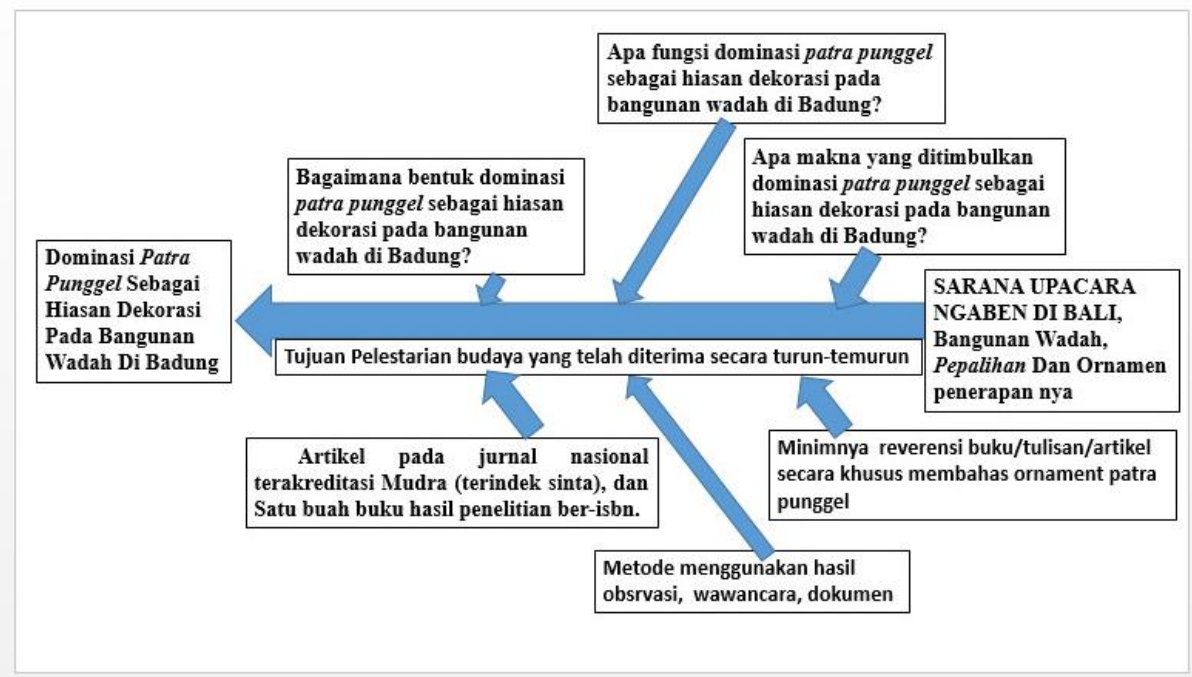 Apa fungsi dominasi patra punggel
sebagai hiasan dekorasi pada
bangunan wadah di Badung?
Apa makna yang ditimbulkan
dominasi patra punggel sebagai
hiasan dekorasi pada bangunan
wadah di Badung?
Bagaimana bentuk dominasi
patra punggel sebagai hiasan
dekorasi pada bangunan
wadah di Badung?
Dominasi Patra
Punggel Sebagai
Hiasan Dekorasi
Pada Bangunan
Wadah Di Badung
SARANA UPACARA
NGABEN DI BALI,
Bangunan Wadah,
Pepalihan Dan Ornamen
penerapan nya
Tujuan Pelestarian budaya yang telah diterima secara turun-temurun
Artikel pada jurnal nasional
terakreditasi Mudra (terindek sinta), dan
Satu buah buku hasil penelitian ber-isbn.
Minimnya reverensi buku/tulisan/artikel
secara khusus membahas ornament patra
punggel
Metode menggunakan hasil
obsrvasi, wawancara, dokumen